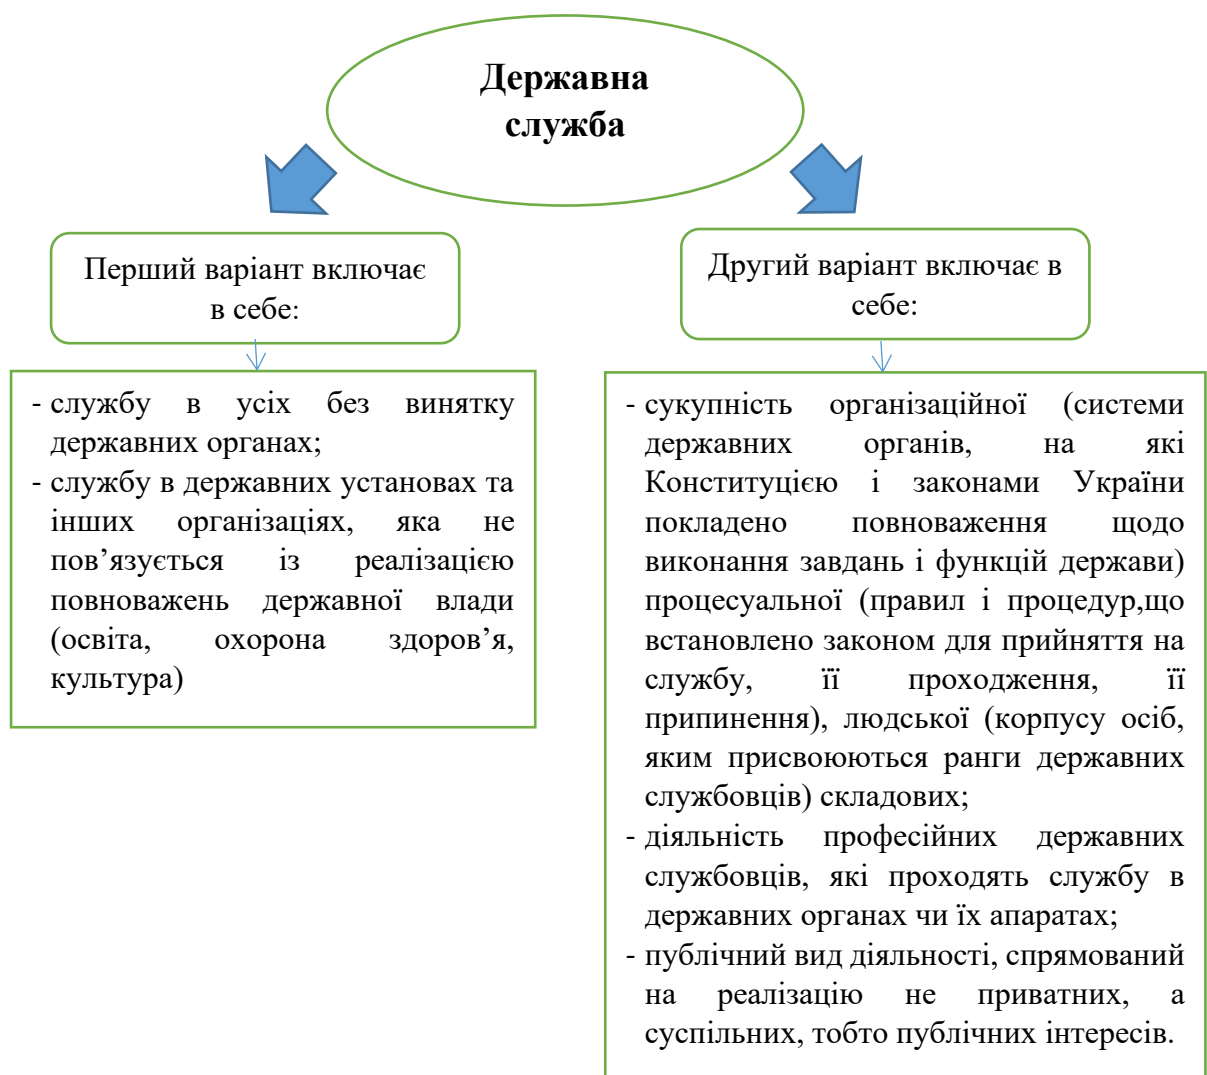 Державна
служба
Перший варіант включає
в себе:
Другий варіант включає в
себе:
- службу в усіх без винятку
державних органах;
- службу в державних установах та
інших організаціях, яка не
пов’язується із реалізацією
повноважень державної влади
(освіта, охорона здоров’я,
культура)
- сукупність організаційної (системи
державних органів, на які
Конституцією і законами України
покладено повноваження щодо
виконання завдань і функцій держави)
процесуальної (правил і процедур,що
встановлено законом для прийняття на
службу, її проходження, її
припинення), людської (корпусу осіб,
яким присвоюються ранги державних
службовців) складових;
- діяльність професійних державних
службовців, які проходять службу в
державних органах чи їх апаратах;
- публічний вид діяльності, спрямований
на реалізацію не приватних, а
суспільних, тобто публічних інтересів.